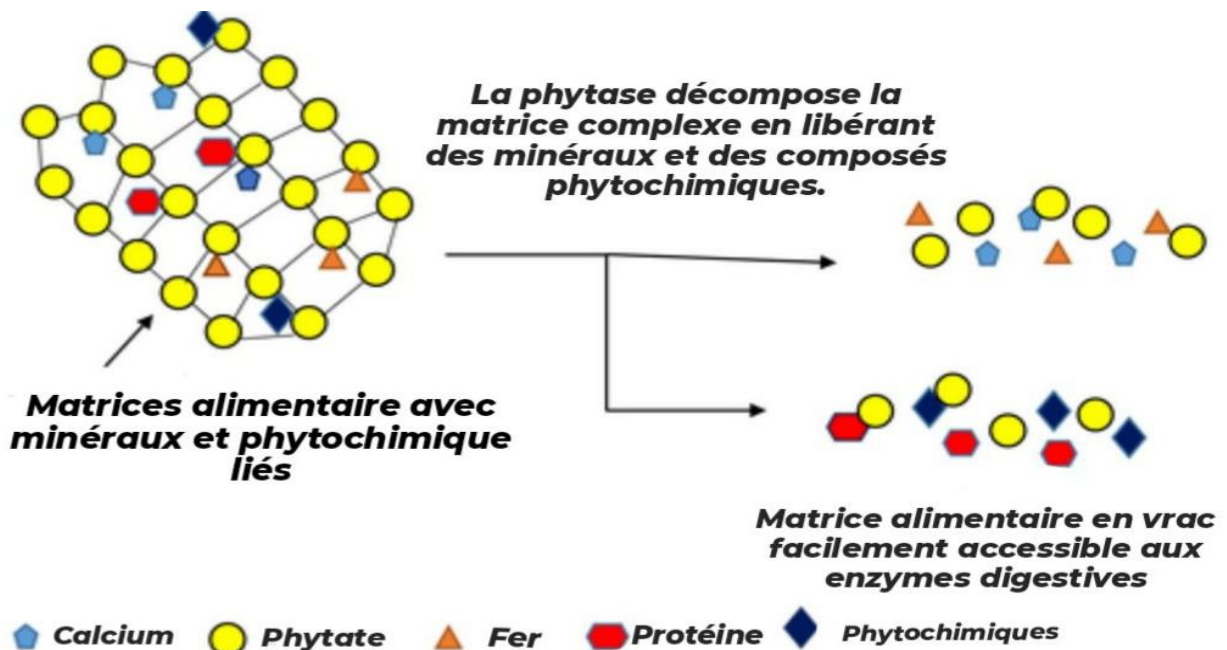 La phytase décompose la
matrice complexe en libérant
des minéraux et des composés
phytochimiques.
Matrices alimentaire avec
minéraux et phytochimique
liés
Matrice alimentaire en vrac
facilement accessible aux
enzymes digestives
Calcium Phytate Fer Protéine Phytochimiques